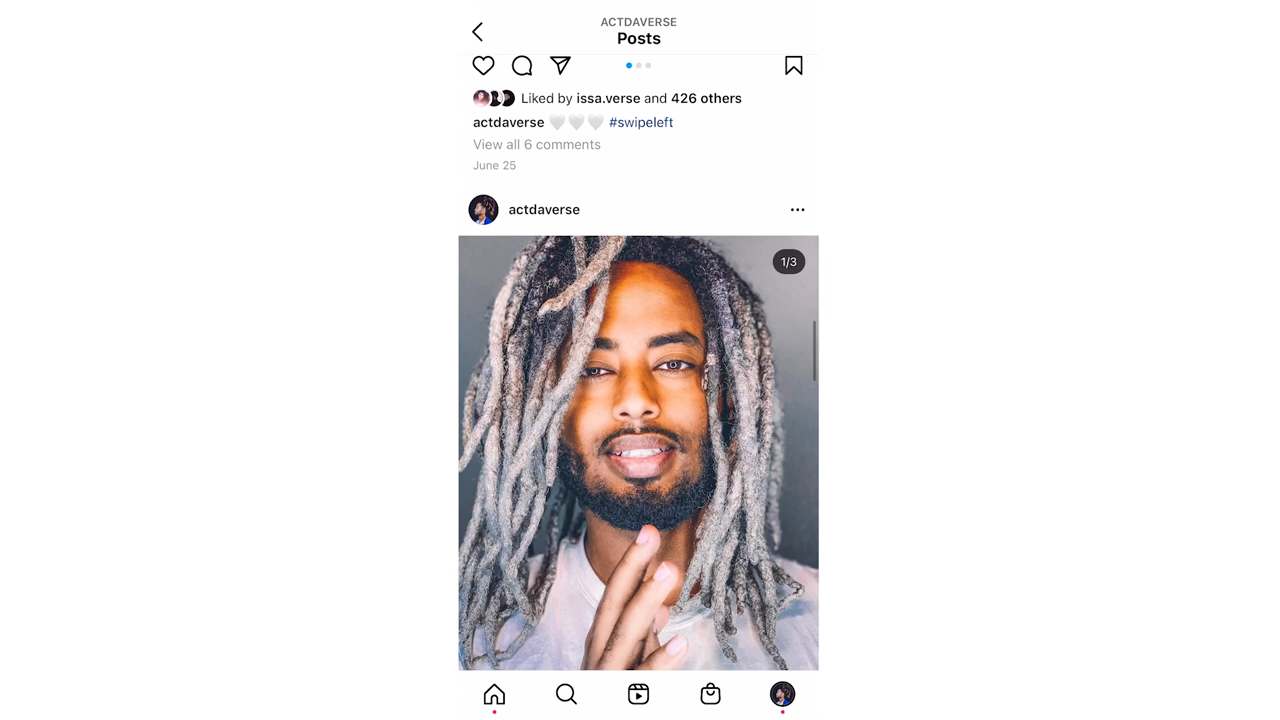 ACTDAVERSE
Posts
Liked by issa.verse and 426 others
actdaverse 🤍🤍🤍 #swipeleft
View all 6 comments
June 25
actdaverse
1/3